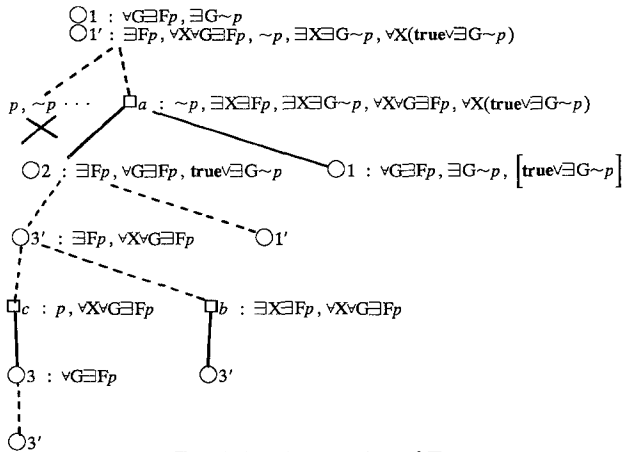 ○1 : ∀G∃Fp, ∃G~p
○1′ : ∃Fp, ∀X∀G∃Fp, ~p, ∃X∃G~p, ∀X(true∨∃G~p)
p, ~p ··· □a : ~p, ∃X∃Fp, ∃X∃G~p, ∀X∀G∃Fp, ∀X(true∨∃G~p)
○2 : ∃Fp, ∀G∃Fp, true∨∃G~p ○1 : ∀G∃Fp, ∃G~p, [true∨∃G~p]
○3′ : ∃Fp, ∀X∀G∃Fp ○1′
□c : p, ∀X∀G∃Fp □b : ∃X∃Fp, ∀X∀G∃Fp
○3 : ∀G∃Fp ○3′
○3′